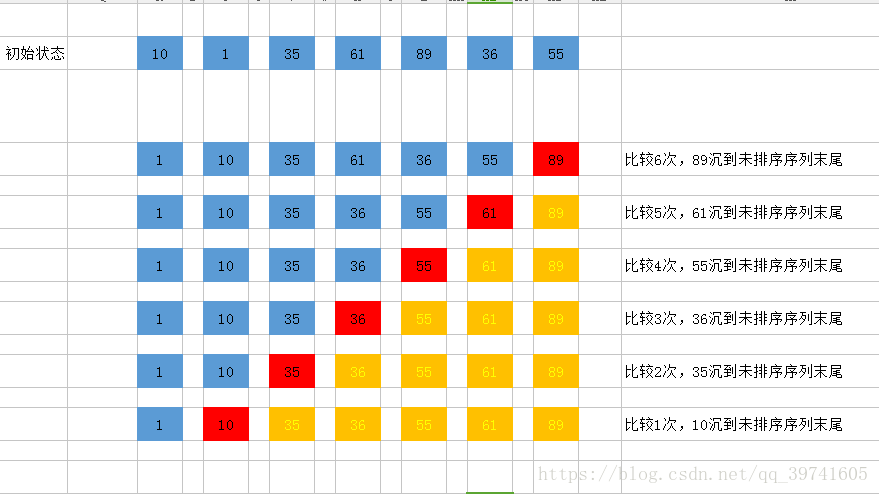 初始状态 10 1 35 61 89 36 55
1 10 35 61 36 55 89 比较6次，89沉到未排序序列末尾
1 10 35 36 55 61 89 比较5次，61沉到未排序序列末尾
1 10 35 36 55 61 89 比较4次，55沉到未排序序列末尾
1 10 35 36 55 61 89 比较3次，36沉到未排序序列末尾
1 10 35 36 55 61 89 比较2次，35沉到未排序序列末尾
1 10 35 36 55 61 89 比较1次，10沉到未排序序列末尾
https://blog.csdn.net/qq_39741605